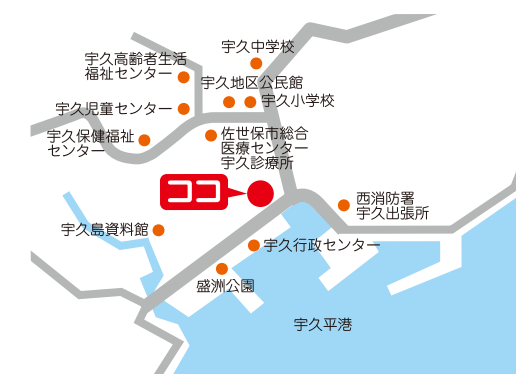 宇久中学校
宇久高齢者生活
福祉センター
宇久地区公民館
宇久小学校
宇久児童センター
宇久保健福祉
センター
佐世保市総合
医療センター
宇久診療所
ココ
西消防署
宇久出張所
宇久島資料館
宇久行政センター
盛洲公園
宇久平港